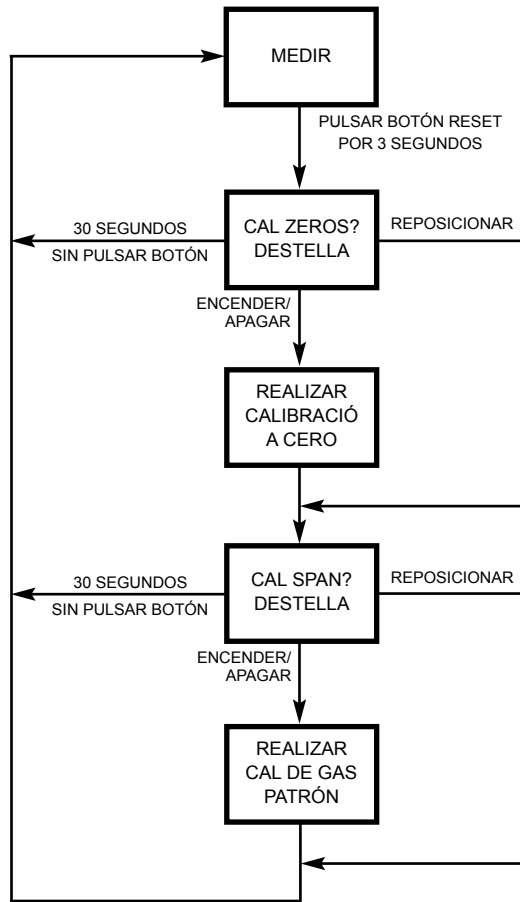 MEDIR
PULSAR BOTÓN RESET
POR 3 SEGUNDOS
30 SEGUNDOS
SIN PULSAR BOTÓN
CAL ZEROS?
DESTELLA
REPOSICIONAR
ENCENDER/
APAGAR
REALIZAR
CALIBRACIÓ
A CERO
30 SEGUNDOS
SIN PULSAR BOTÓN
CAL SPAN?
DESTELLA
REPOSICIONAR
ENCENDER/
APAGAR
REALIZAR
CAL DE GAS
PATRÓN